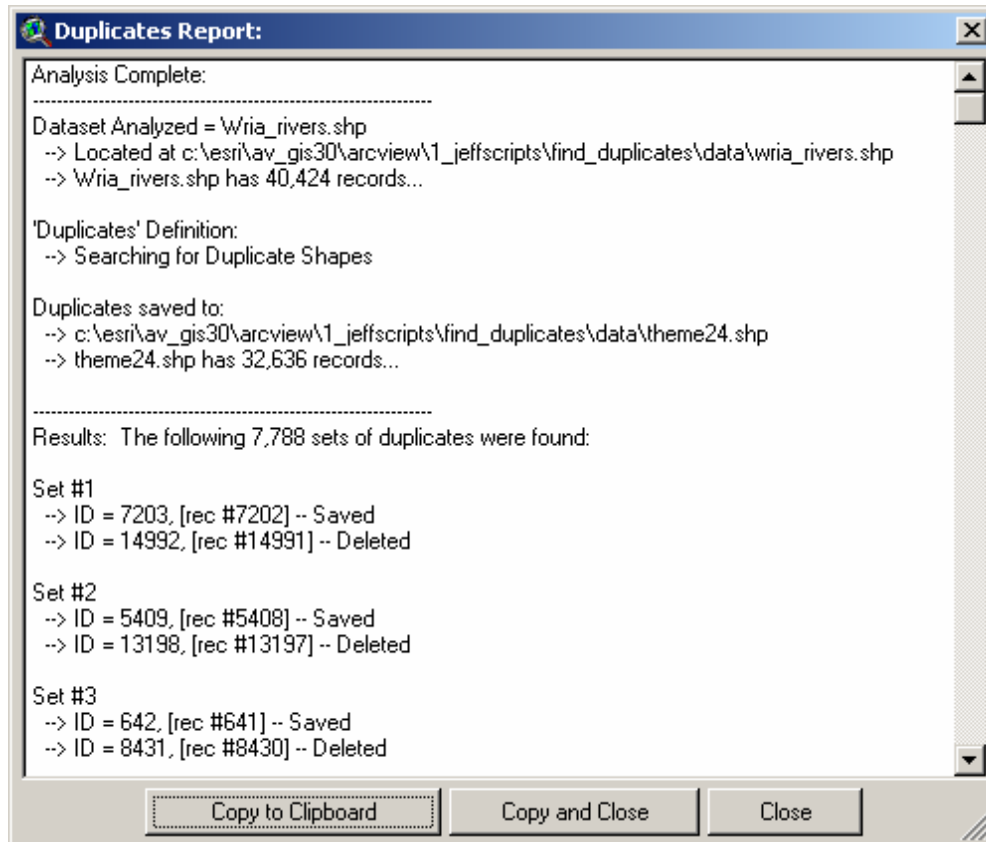 Duplicates Report:
Analysis Complete:
-------------------------------------------------------------------
Dataset Analyzed = Wria_rivers.shp
--> Located at c:\esri\av_gis30\arcview\1_jeffscripts\find_duplicates\data\wria_rivers.shp
--> Wria_rivers.shp has 40,424 records...
'Duplicates' Definition:
--> Searching for Duplicate Shapes
Duplicates saved to:
--> c:\esri\av_gis30\arcview\1_jeffscripts\find_duplicates\data\theme24.shp
--> theme24.shp has 32,636 records...
-------------------------------------------------------------------
Results:  The following 7,788 sets of duplicates were found:
Set #1
--> ID = 7203, [rec #7202] -- Saved
--> ID = 14992, [rec #14991] -- Deleted
Set #2
--> ID = 5409, [rec #5408] -- Saved
--> ID = 13198, [rec #13197] -- Deleted
Set #3
--> ID = 642, [rec #641] -- Saved
--> ID = 8431, [rec #8430] -- Deleted
Copy to Clipboard
Copy and Close
Close